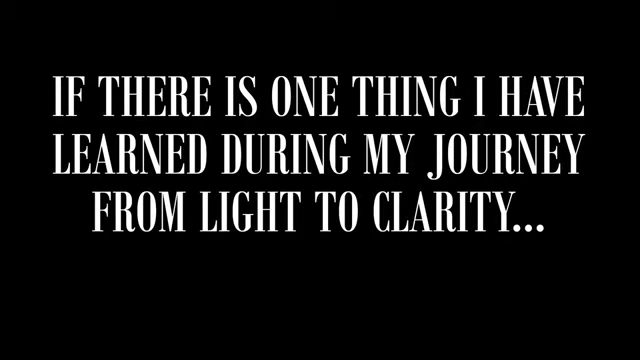 IF THERE IS ONE THING I HAVE
LEARNED DURING MY JOURNEY
FROM LIGHT TO CLARITY...